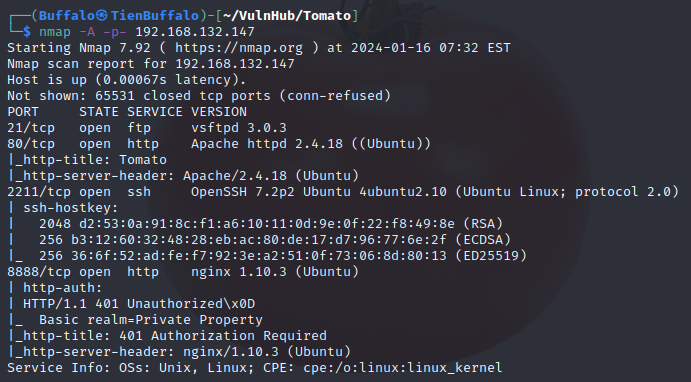 ┌──(Buffalo㉿TienBuffalo)-[~/VulnHub/Tomato]
└─$ nmap -A -p- 192.168.132.147
Starting Nmap 7.92 ( https://nmap.org ) at 2024-01-16 07:32 EST
Nmap scan report for 192.168.132.147
Host is up (0.00067s latency).
Not shown: 65531 closed tcp ports (conn-refused)
PORT     STATE SERVICE VERSION
21/tcp   open  ftp     vsftpd 3.0.3
80/tcp   open  http    Apache httpd 2.4.18 ((Ubuntu))
|_http-title: Tomato
|_http-server-header: Apache/2.4.18 (Ubuntu)
2211/tcp open  ssh     OpenSSH 7.2p2 Ubuntu 4ubuntu2.10 (Ubuntu Linux; protocol 2.0)
| ssh-hostkey:
|   2048 d2:53:0a:91:8c:f1:a6:10:11:0d:9e:0f:22:f8:49:8e (RSA)
|   256 b3:12:60:32:48:28:eb:ac:80:de:17:d7:96:77:6e:2f (ECDSA)
|_  256 36:6f:52:ad:fe:f7:92:3e:a2:51:0f:73:06:8d:80:13 (ED25519)
8888/tcp open  http    nginx 1.10.3 (Ubuntu)
| http-auth:
| HTTP/1.1 401 Unauthorized\x0D
|_  Basic realm=Private Property
|_http-title: 401 Authorization Required
|_http-server-header: nginx/1.10.3 (Ubuntu)
Service Info: OSs: Unix, Linux; CPE: cpe:/o:linux:linux_kernel